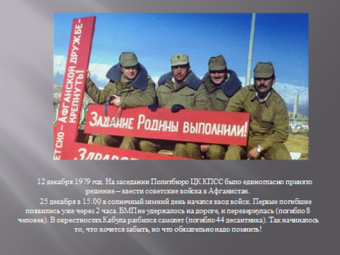 ЕТСКО – АФГАНСКОЙ ДРУЖБЕ-
КРЕПНУТЬ!
ЗАДАНИЕ РОДИНЫ ВЫПОЛНИЛИ!
ЗДРАВСТВ
12 декабря 1979 год. На заседании Политбюро ЦК КПСС было единогласно принято
решение – ввести советские войска в Афганистан.
25 декабря в 15.00 в солнечный зимний день начался ввод войск. Первые погибшие
появились уже через 2 часа. БМП не удержалось на дороге, и перевернулась (погибло 8
человек). В окрестностях Кабула разбился самолет (погибло 44 десантника). Так начиналось
то, что хочется забыть, но что обязательно надо помнить!